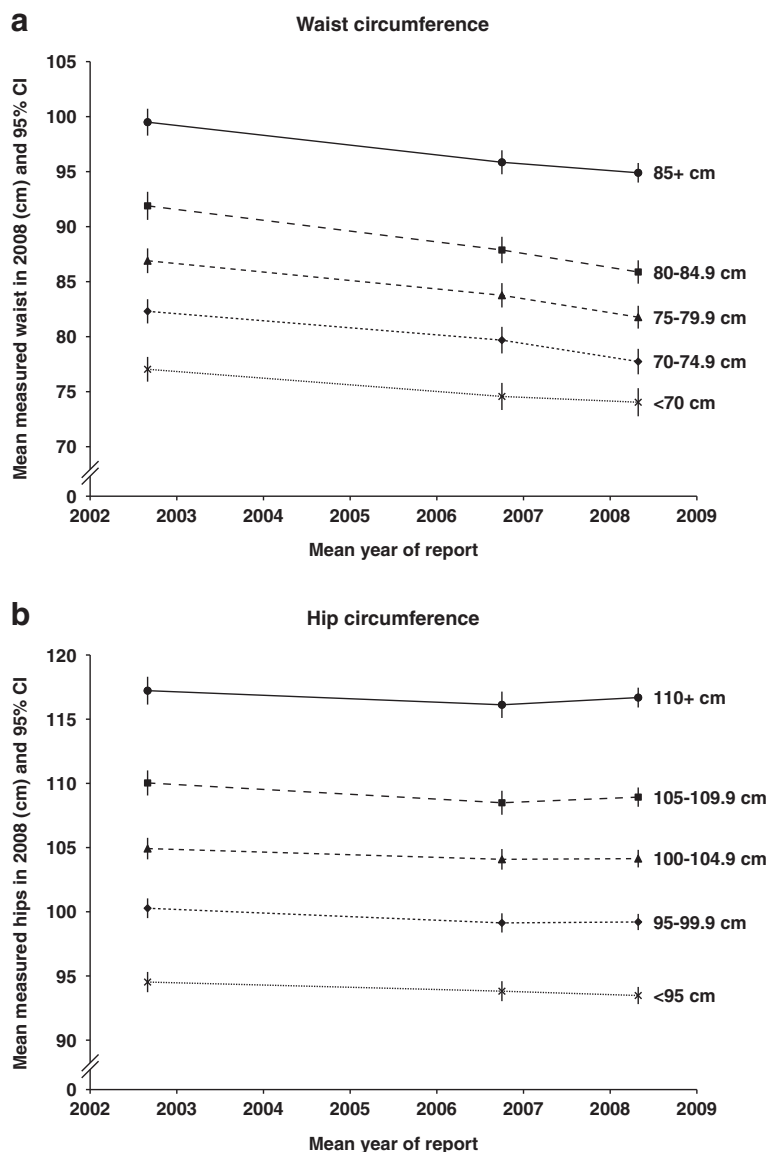 a
Waist circumference
Mean measured waist in 2008 (cm) and 95% CI
105
100
95
90
85
80
75
70
0
85+ cm
80-84.9 cm
75-79.9 cm
70-74.9 cm
<70 cm
2002 2003 2004 2005 2006 2007 2008 2009
Mean year of report
b
Hip circumference
Mean measured hips in 2008 (cm) and 95% CI
120
115
110
105
100
95
90
0
110+ cm
105-109.9 cm
100-104.9 cm
95-99.9 cm
<95 cm
2002 2003 2004 2005 2006 2007 2008 2009
Mean year of report